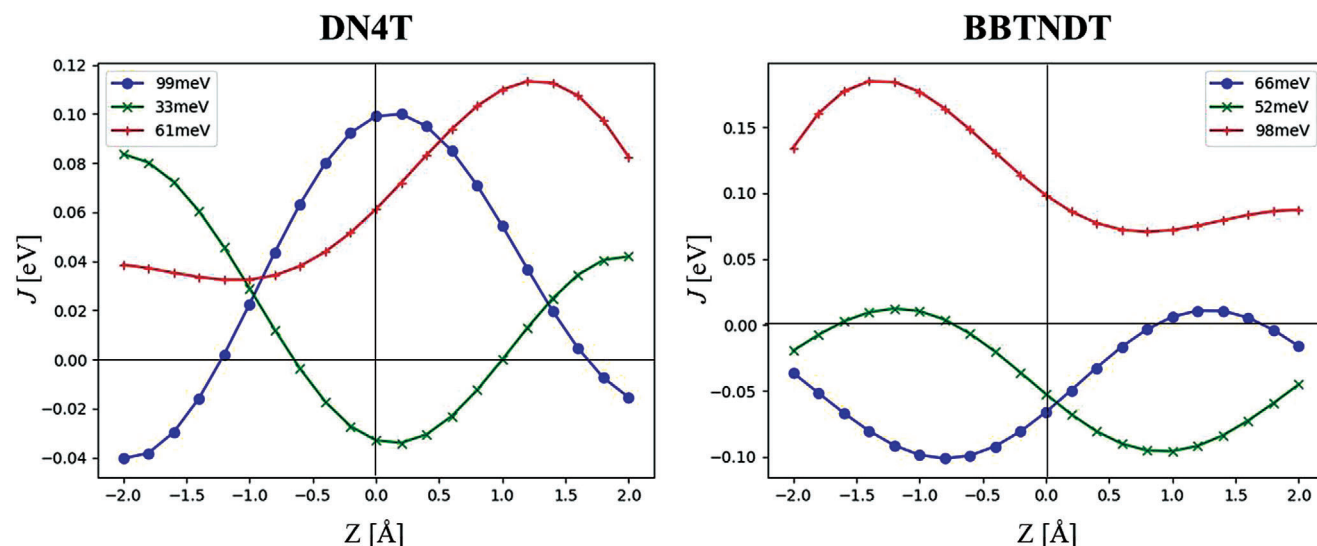 DN4T
99meV
33meV
61meV
0.12
0.10
0.08
0.06
0.04
0.02
0.00
−0.02
−0.04
J [eV]
−2.0 −1.5 −1.0 −0.5 0.0 0.5 1.0 1.5 2.0
Z [Å]
BBTNDT
66meV
52meV
98meV
0.15
0.10
0.05
0.00
−0.05
−0.10
J [eV]
−2.0 −1.5 −1.0 −0.5 0.0 0.5 1.0 1.5 2.0
Z [Å]